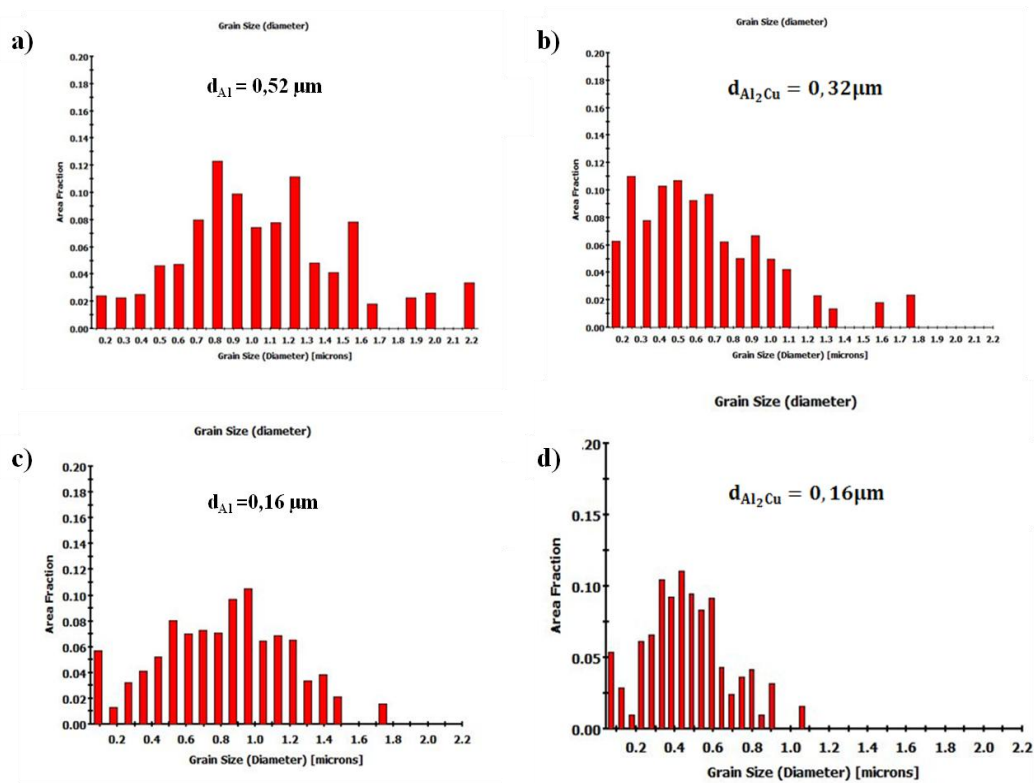 a)
Grain Size (diameter)
d_Al = 0,52 µm
Area Fraction
0.20
0.18
0.16
0.14
0.12
0.10
0.08
0.06
0.04
0.02
0.00
0.2 0.3 0.4 0.5 0.6 0.7 0.8 0.9 1.0 1.1 1.2 1.3 1.4 1.5 1.6 1.7 1.8 1.9 2.0 2.1 2.2
Grain Size (Diameter) [microns]
b)
Grain Size (diameter)
d_Al₂Cu = 0,32µm
Area Fraction
0.20
0.18
0.16
0.14
0.12
0.10
0.08
0.06
0.04
0.02
0.00
0.2 0.3 0.4 0.5 0.6 0.7 0.8 0.9 1.0 1.1 1.3 1.4 1.5 1.6 1.7 1.8 1.9 2.0 2.1 2.2
Grain Size (Diameter) [microns]
c)
Grain Size (diameter)
d_Al =0,16 µm
Area Fraction
0.20
0.18
0.16
0.14
0.12
0.10
0.08
0.06
0.04
0.02
0.00
0.2 0.4 0.6 0.8 1.0 1.2 1.4 1.6 1.8 2.0 2.2
Grain Size (Diameter) [microns]
d)
Grain Size (diameter)
d_Al₂Cu = 0,16µm
Area Fraction
.20
0.15
0.10
0.05
0.00
0.2 0.4 0.6 0.8 1.0 1.2 1.4 1.6 1.8 2.0 2.2
Grain Size (Diameter) [microns]